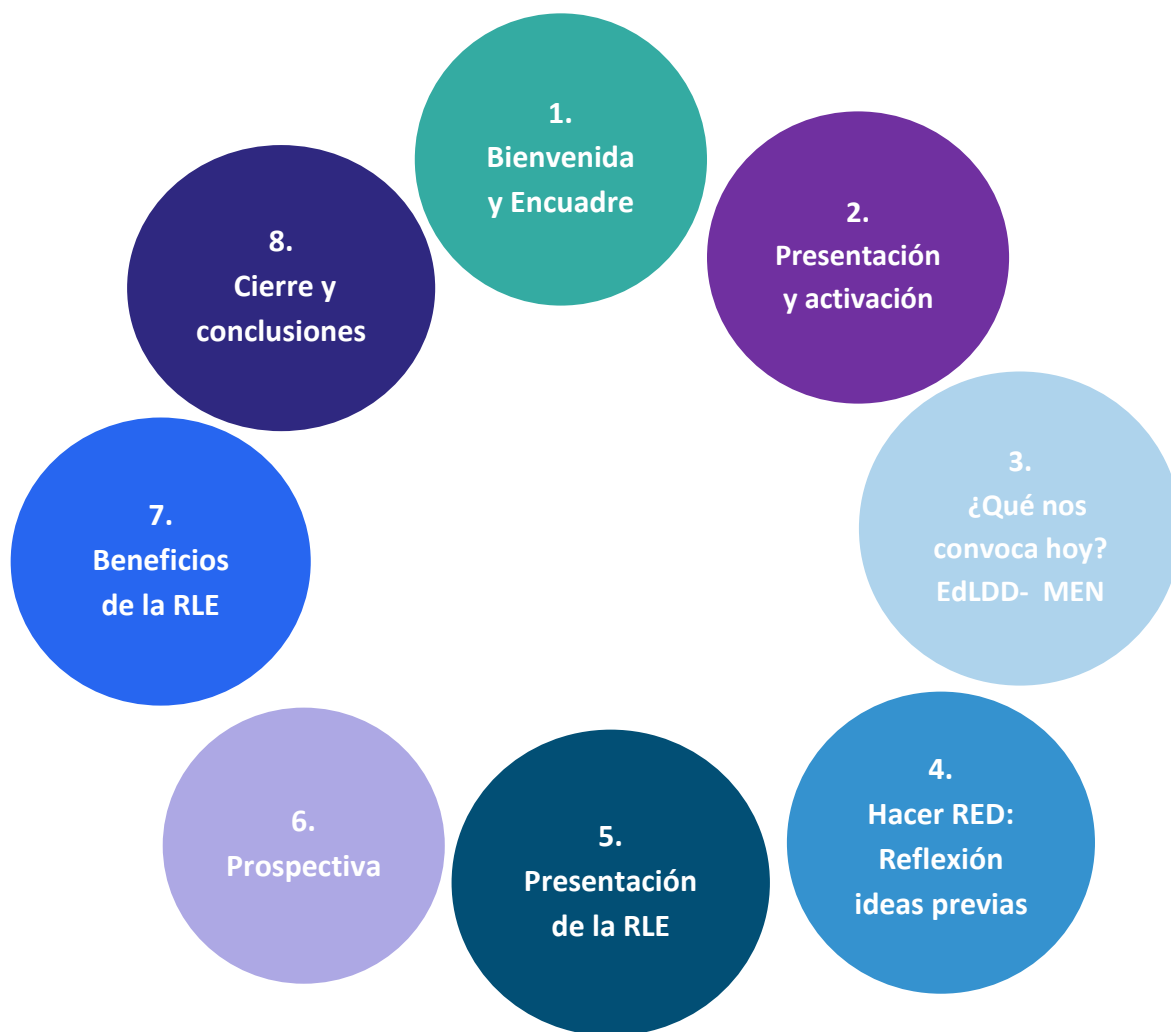 1.
Bienvenida
y Encuadre
2.
Presentación
y activación
3.
¿Qué nos
convoca hoy?
EdLDD-  MEN
4.
Hacer RED:
Reflexión
ideas previas
5.
Presentación
de la RLE
6.
Prospectiva
7.
Beneficios
de la RLE
8.
Cierre y
conclusiones